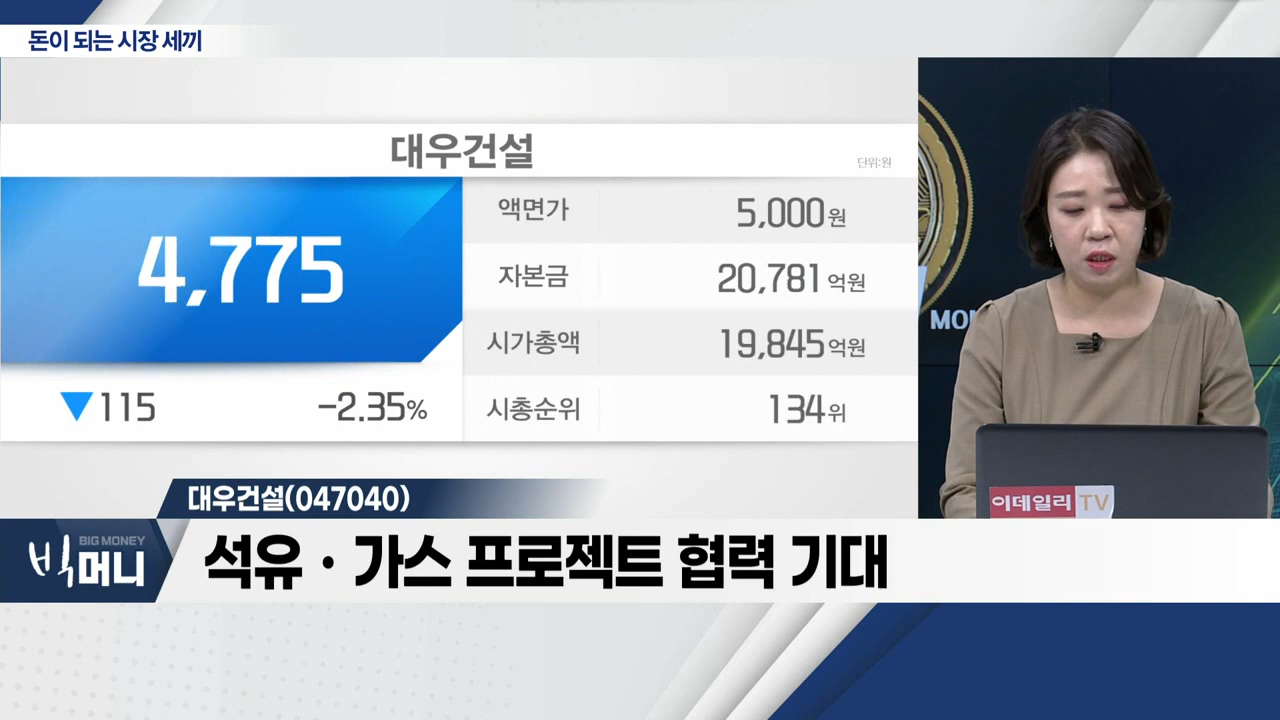 돈이 되는 시장 세끼
대우건설
단위:원
4,775
▼115 -2.35%
액면가 5,000원
자본금 20,781억원
시가총액 19,845억원
시총순위 134위
이데일리TV
대우건설(047040)
BIG MONEY
빅머니
석유·가스 프로젝트 협력 기대